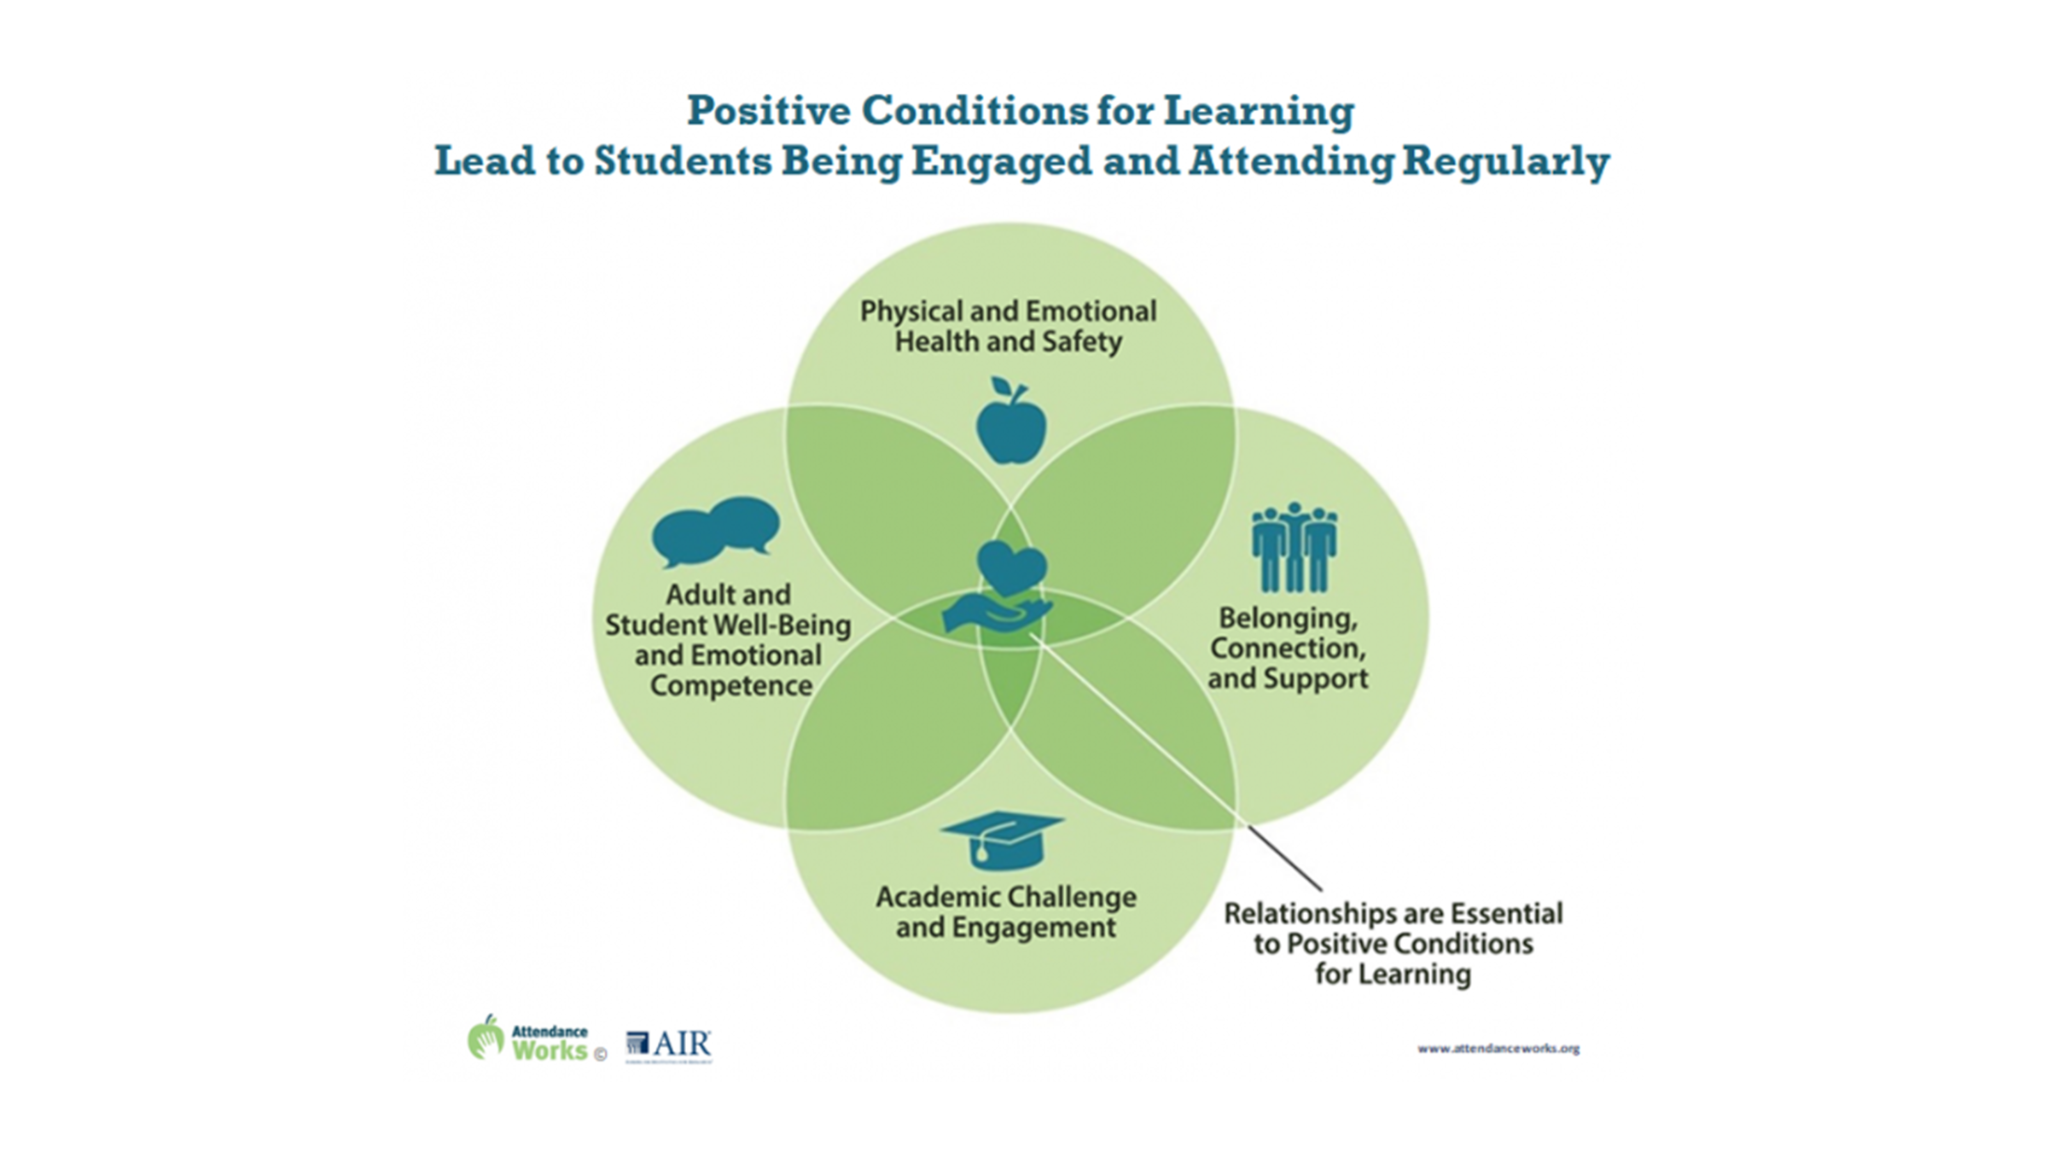 Positive Conditions for Learning
Lead to Students Being Engaged and Attending Regularly
Physical and Emotional
Health and Safety
Adult and
Student Well-Being
and Emotional
Competence
Belonging,
Connection,
and Support
Academic Challenge
and Engagement
Relationships are Essential
to Positive Conditions
for Learning
Attendance
Works ©
AIR
www.attendanceworks.org